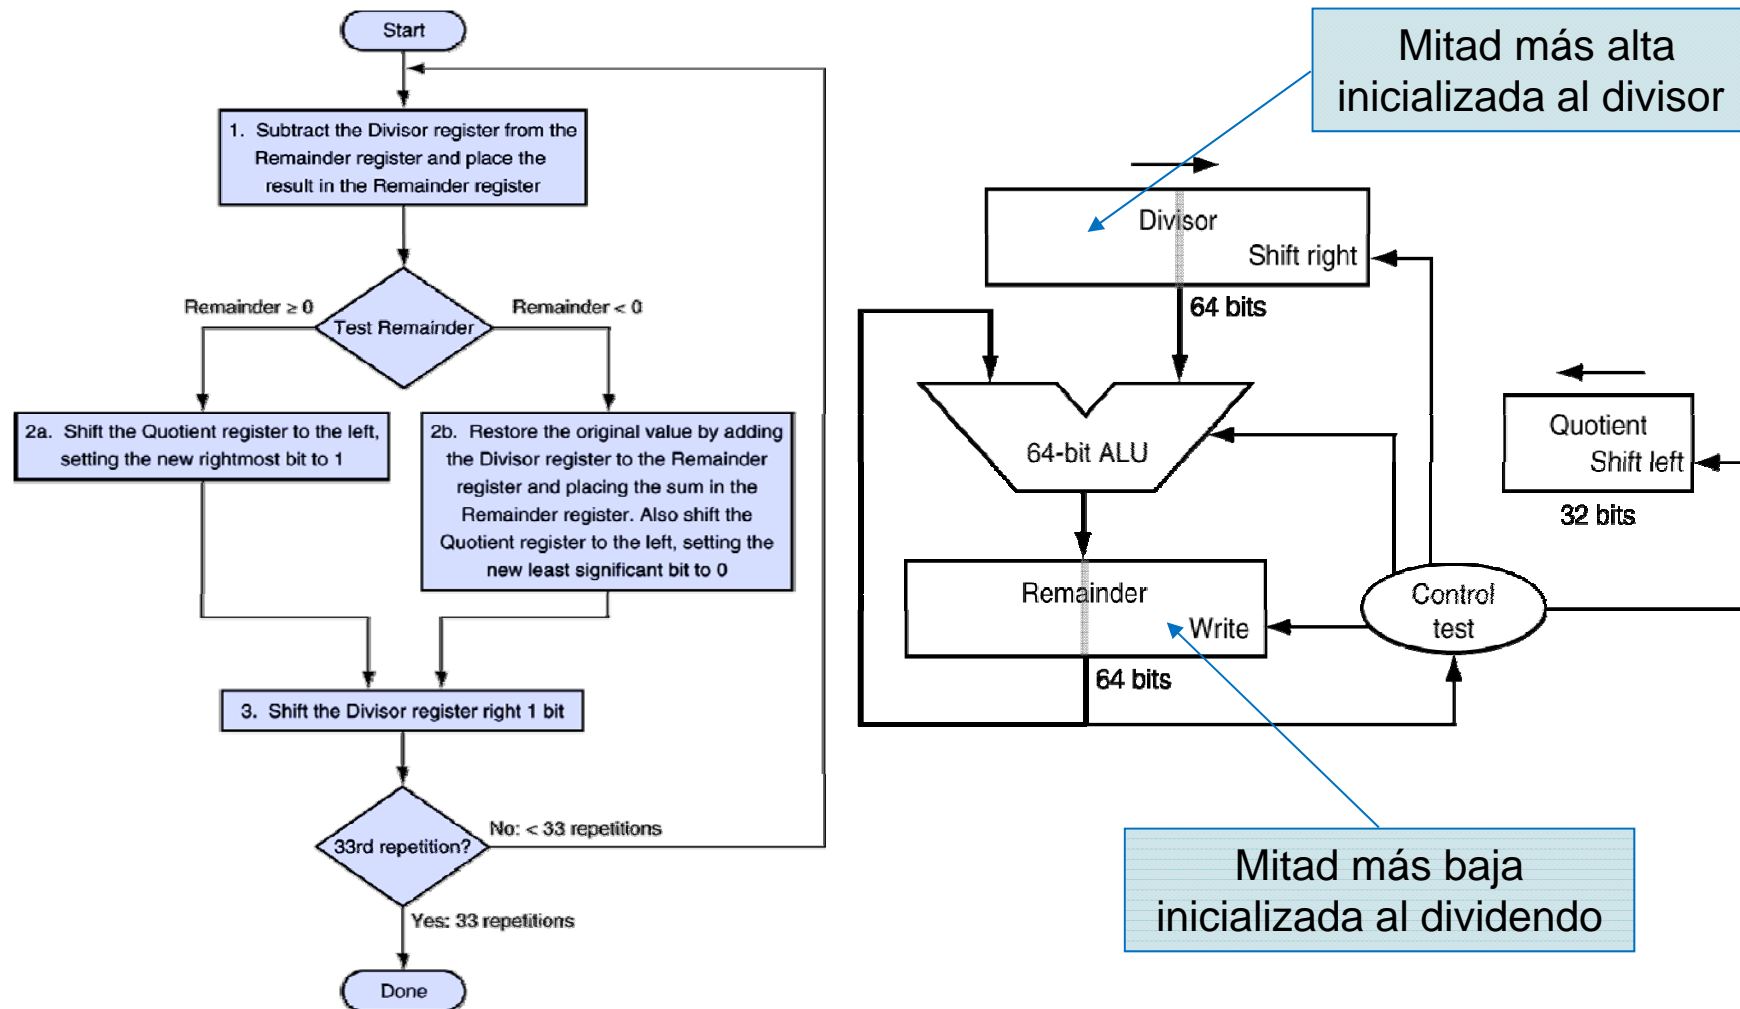 Start
1. Subtract the Divisor register from the
Remainder register and place the
result in the Remainder register
Remainder ≥ 0
Remainder < 0
Test Remainder
2a. Shift the Quotient register to the left,
setting the new rightmost bit to 1
2b. Restore the original value by adding
the Divisor register to the Remainder
register and placing the sum in the
Remainder register. Also shift the
Quotient register to the left, setting the
new least significant bit to 0
3. Shift the Divisor register right 1 bit
33rd repetition?
No: < 33 repetitions
Yes: 33 repetitions
Done
Mitad más alta
inicializada al divisor
Divisor
Shift right
64 bits
64-bit ALU
Quotient
Shift left
32 bits
Remainder
Write
64 bits
Control
test
Mitad más baja
inicializada al dividendo